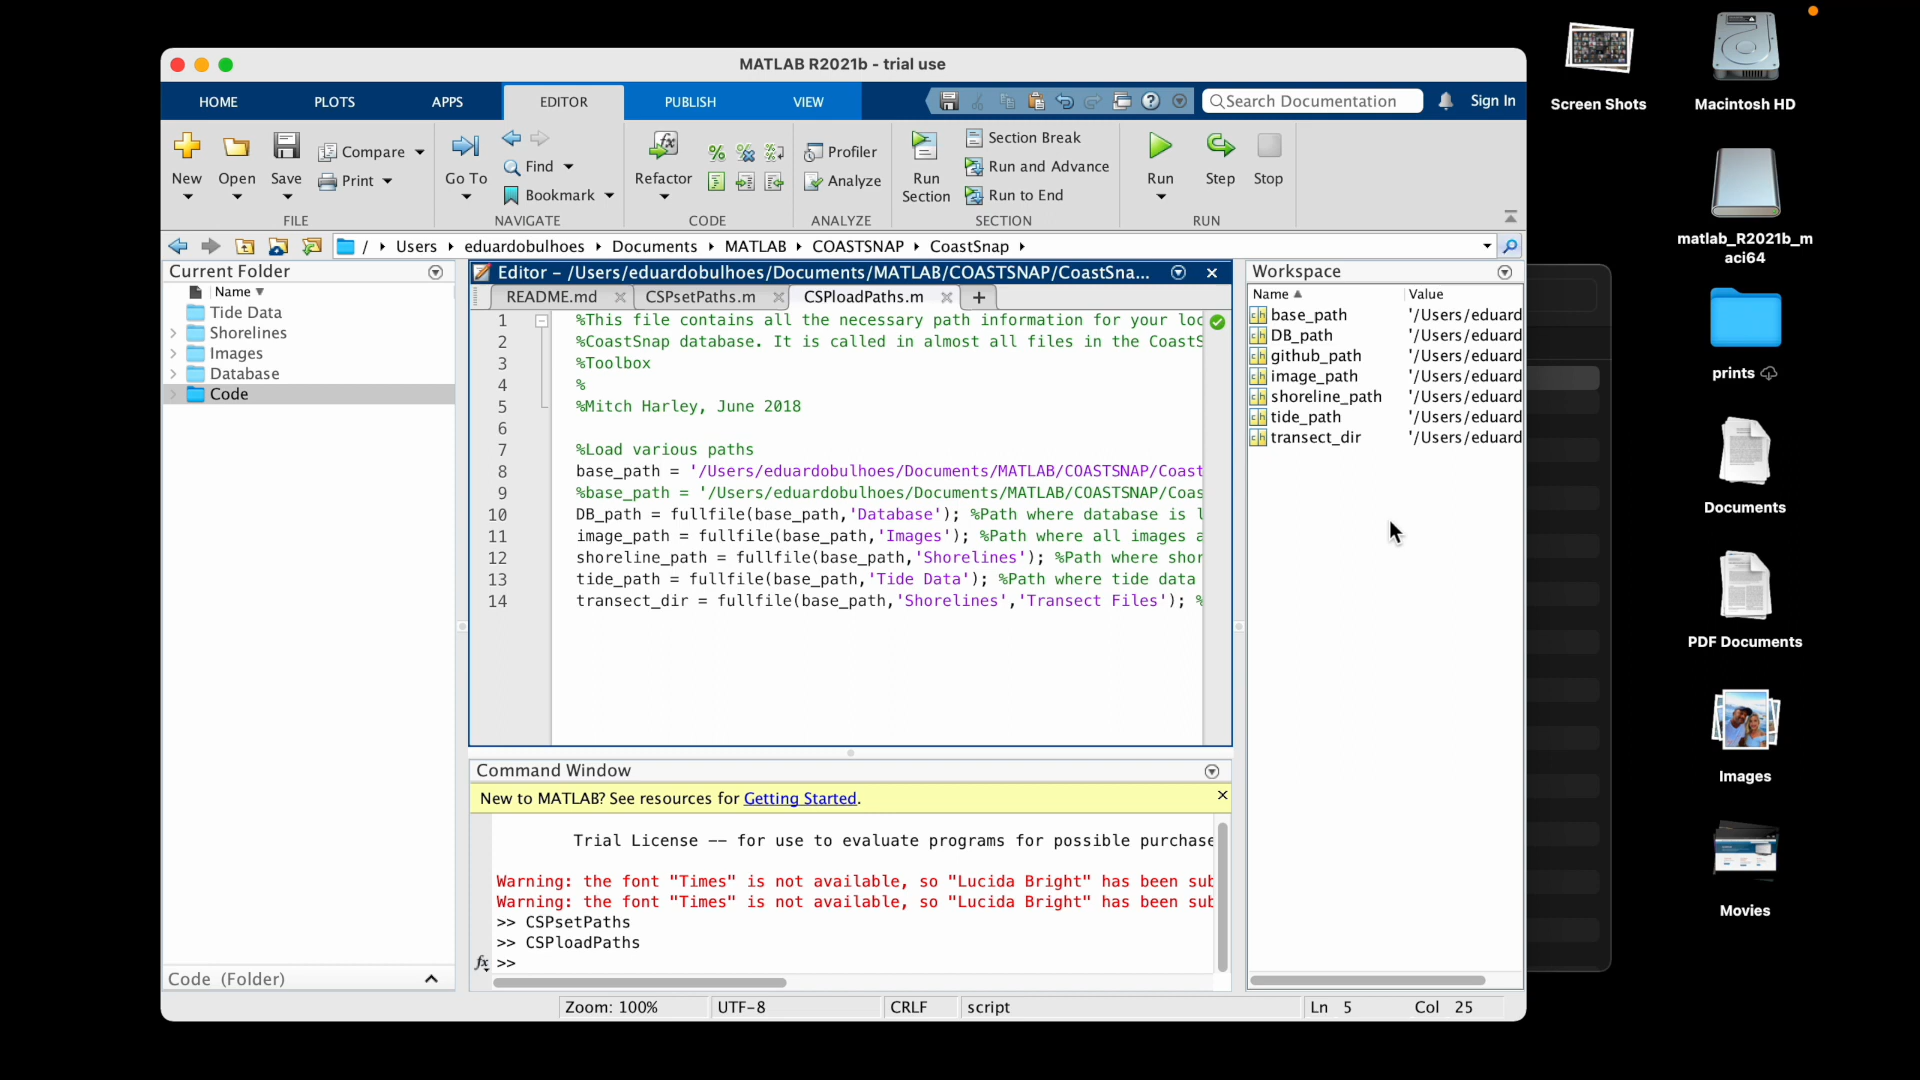 MATLAB R2021b - trial use
HOME PLOTS APPS EDITOR PUBLISH VIEW
Search Documentation
Sign In
New Open Save Compare Print
FILE
Go To Find Bookmark
NAVIGATE
Refactor
CODE
Profiler
Analyze
ANALYZE
Run Section
Section Break
Run and Advance
Run to End
SECTION
Run Step Stop
RUN
/ Users eduardobulhoes Documents MATLAB COASTSNAP CoastSnap
Current Folder
Name
Tide Data
Shorelines
Images
Database
Code
Code (Folder)
Editor - /Users/eduardobulhoes/Documents/MATLAB/COASTSNAP/CoastSna...
README.md CSPsetPaths.m CSPloadPaths.m +
1 %This file contains all the necessary path information for your loc
2 %CoastSnap database. It is called in almost all files in the CoastS
3 %Toolbox
4 %
5 %Mitch Harley, June 2018
6
7 %Load various paths
8 base_path = '/Users/eduardobulhoes/Documents/MATLAB/COASTSNAP/Coast
9 %base_path = '/Users/eduardobulhoes/Documents/MATLAB/COASTSNAP/Coas
10 DB_path = fullfile(base_path,'Database'); %Path where database is l
11 image_path = fullfile(base_path,'Images'); %Path where all images a
12 shoreline_path = fullfile(base_path,'Shorelines'); %Path where shor
13 tide_path = fullfile(base_path,'Tide Data'); %Path where tide data
14 transect_dir = fullfile(base_path,'Shorelines','Transect Files'); %
Command Window
New to MATLAB? See resources for Getting Started.
Trial License -- for use to evaluate programs for possible purchase
Warning: the font "Times" is not available, so "Lucida Bright" has been sub
Warning: the font "Times" is not available, so "Lucida Bright" has been sub
>> CSPsetPaths
>> CSPloadPaths
fx >>
Workspace
Name Value
base_path '/Users/eduard
DB_path '/Users/eduard
github_path '/Users/eduard
image_path '/Users/eduard
shoreline_path '/Users/eduard
tide_path '/Users/eduard
transect_dir '/Users/eduard
Zoom: 100% UTF-8 CRLF script Ln 5 Col 25
Screen Shots
Macintosh HD
matlab_R2021b_m
aci64
prints
Documents
PDF Documents
Images
Movies